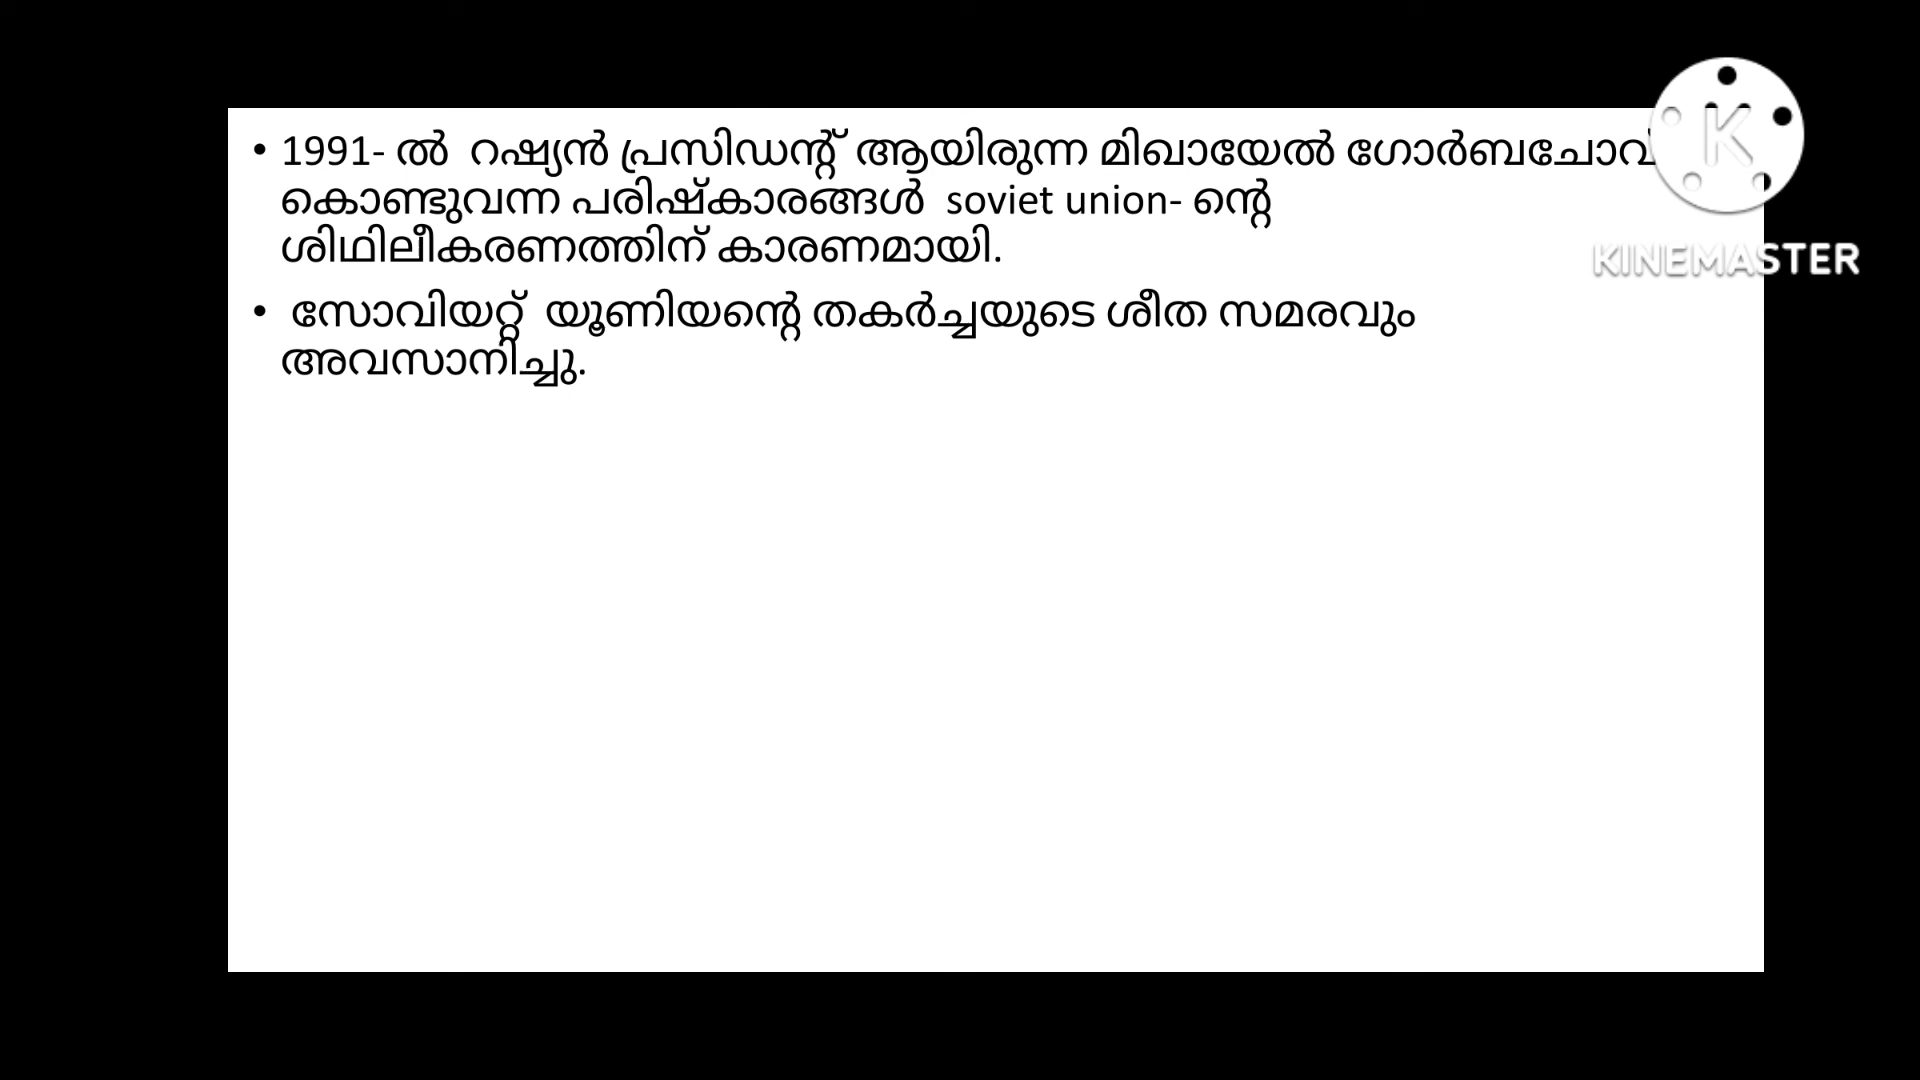 • 1991- ൽ റഷ്യൻ പ്രസിഡന്റ് ആയിരുന്ന മിഖായേൽ
കൊണ്ടുവന്ന പരിഷ്കാരങ്ങൾ soviet union- ന്റെ
ശിഥിലീകരണത്തിന് കാരണമായി.
• സോവിയറ്റ് യൂണിയന്റെ തകർച്ചയുടെ ശീത സമരവും
അവസാനിച്ചു.
K
KINEMASTER